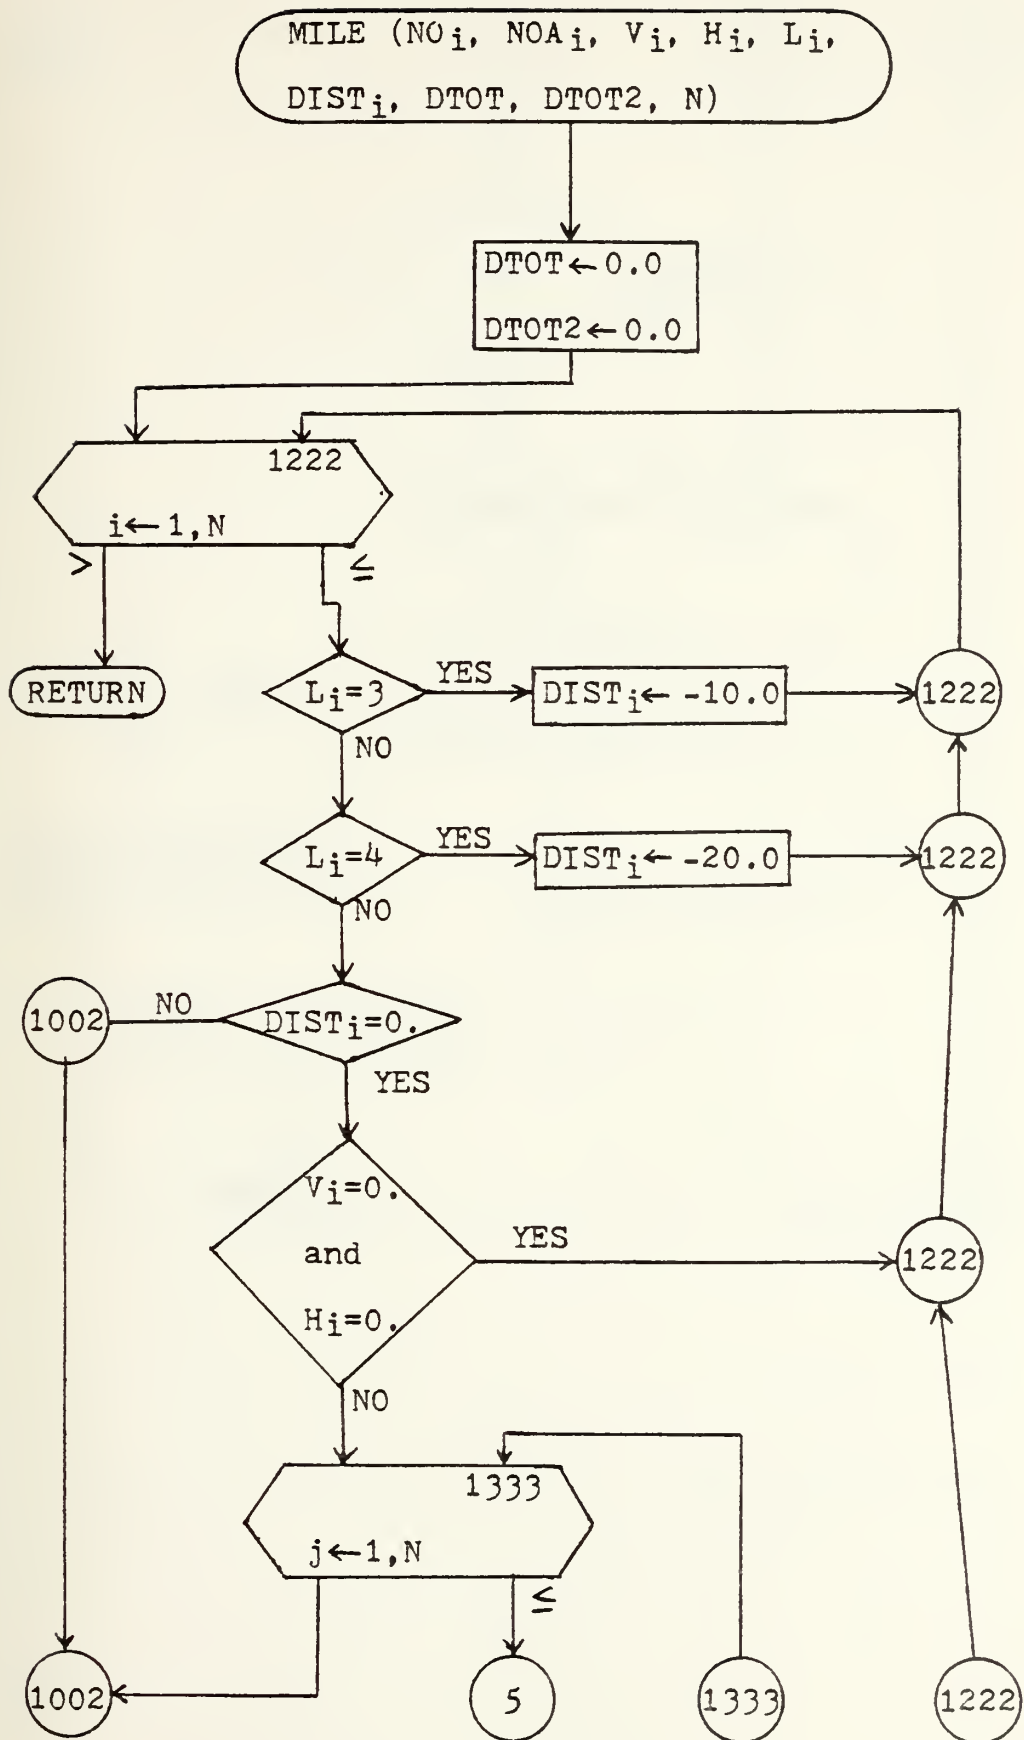 MILE (NOi, NOAi, Vi, Hi, Li,
DISTi, DTOT, DTOT2, N)
DTOT←0.0
DTOT2←0.0
1222
i←1,N
>
≤
RETURN
Li=3
YES
DISTi← -10.0
1222
NO
Li=4
YES
DISTi← -20.0
1222
NO
1002
NO
DISTi=0.
YES
Vi=0.
and
Hi=0.
YES
1222
NO
1333
j←1,N
≤
1002
5
1333
1222